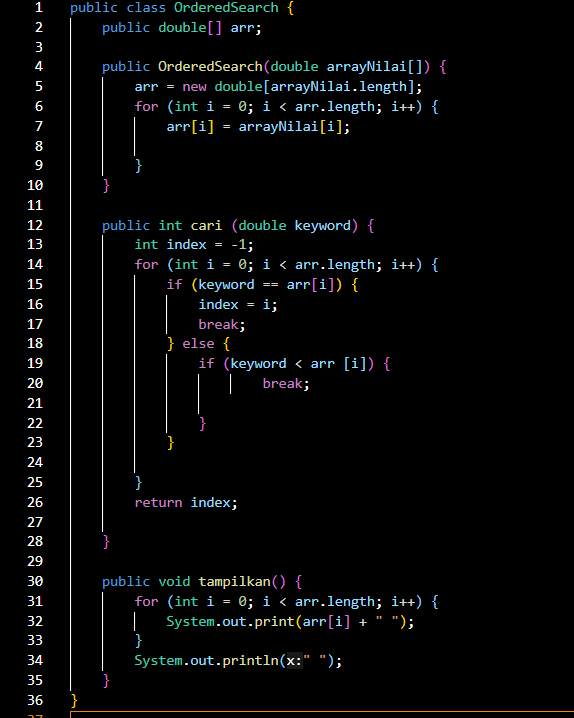 1 public class OrderedSearch {
2 public double[] arr;
3
4 public OrderedSearch(double arrayNilai[]) {
5 arr = new double[arrayNilai.length];
6 for (int i = 0; i < arr.length; i++) {
7 arr[i] = arrayNilai[i];
8
9 }
10 }
11
12 public int cari (double keyword) {
13 int index = -1;
14 for (int i = 0; i < arr.length; i++) {
15 if (keyword == arr[i]) {
16 index = i;
17 break;
18 } else {
19 if (keyword < arr [i]) {
20 break;
21
22 }
23 }
24
25 }
26 return index;
27
28 }
29
30 public void tampilkan() {
31 for (int i = 0; i < arr.length; i++) {
32 System.out.print(arr[i] + " ");
33 }
34 System.out.println(x:" ");
35 }
36 }
37